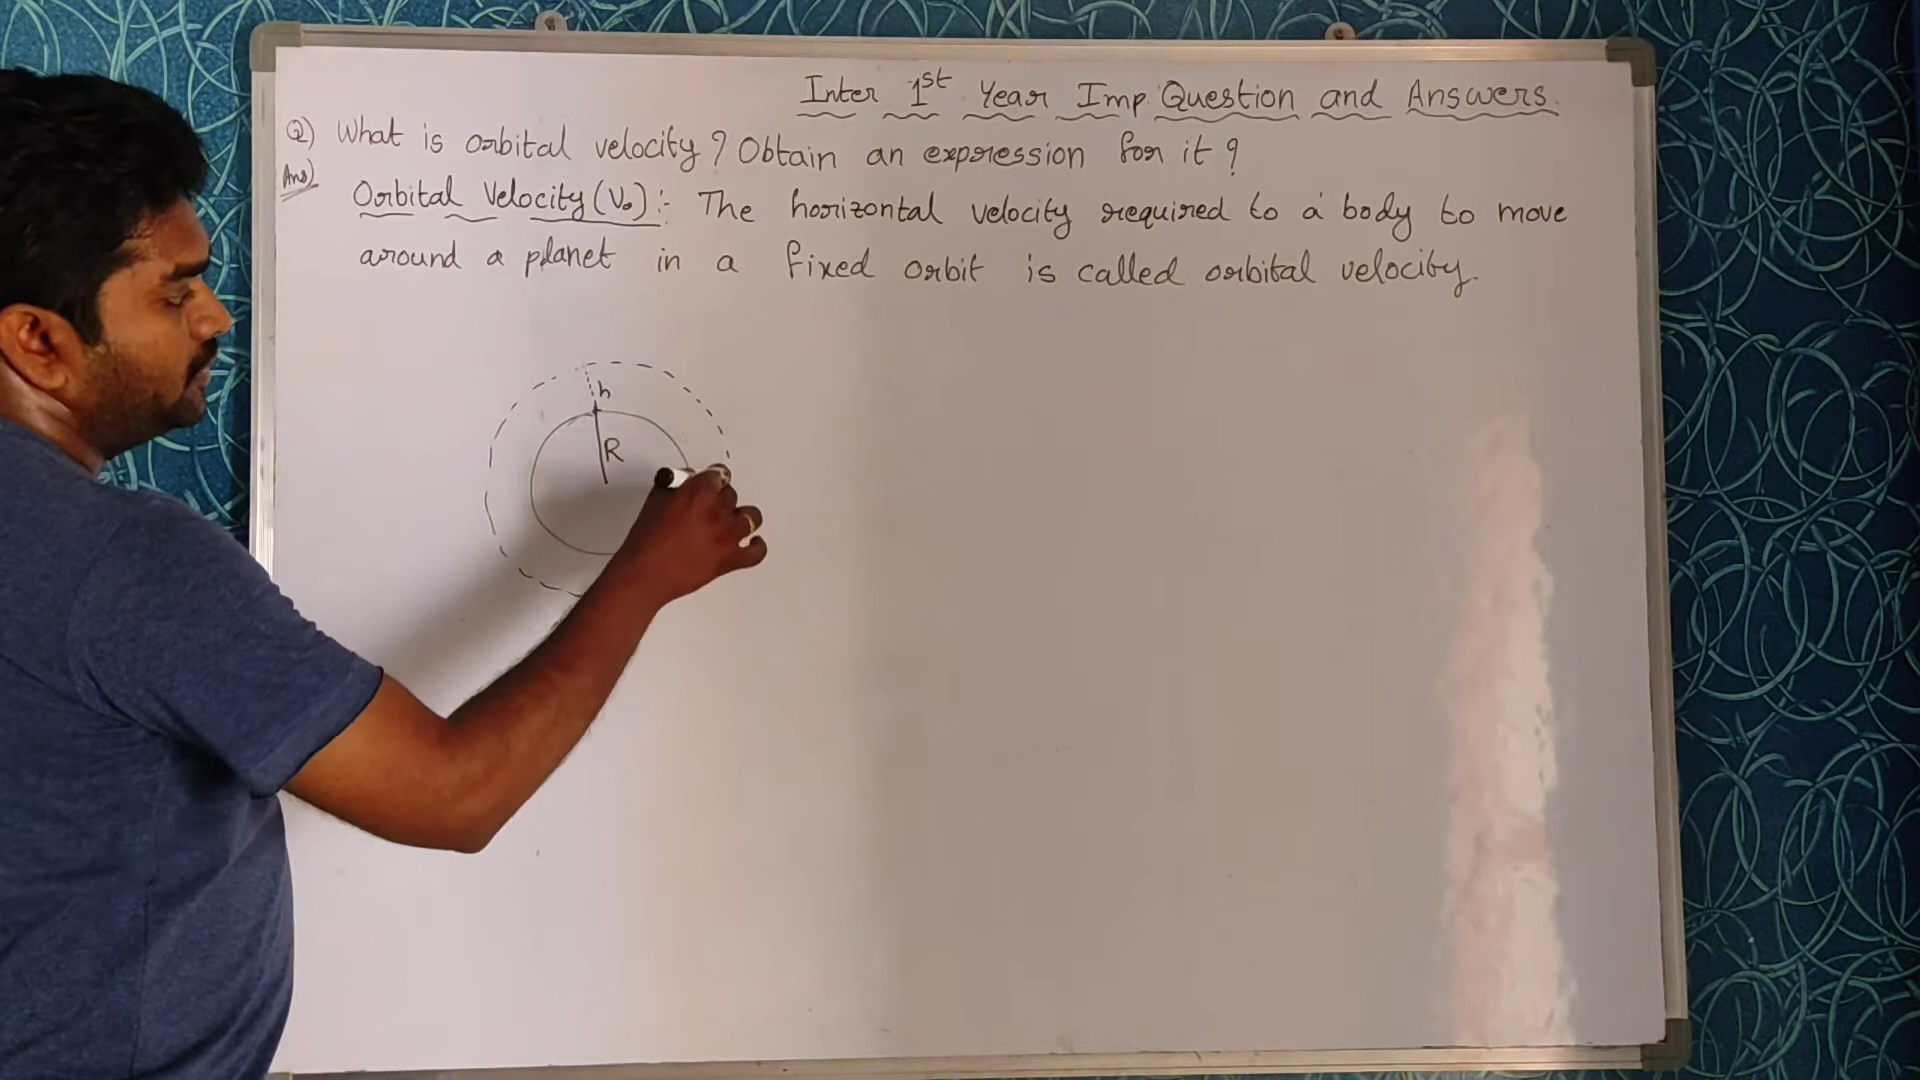 Inter 1st Year Imp. Question and Answers.
Q) What is orbital velocity? Obtain an expression for it?
Ans)
Orbital Velocity (V₀) :- The horizontal velocity required to a body to move
around a planet in a fixed orbit is called orbital velocity.
h
R